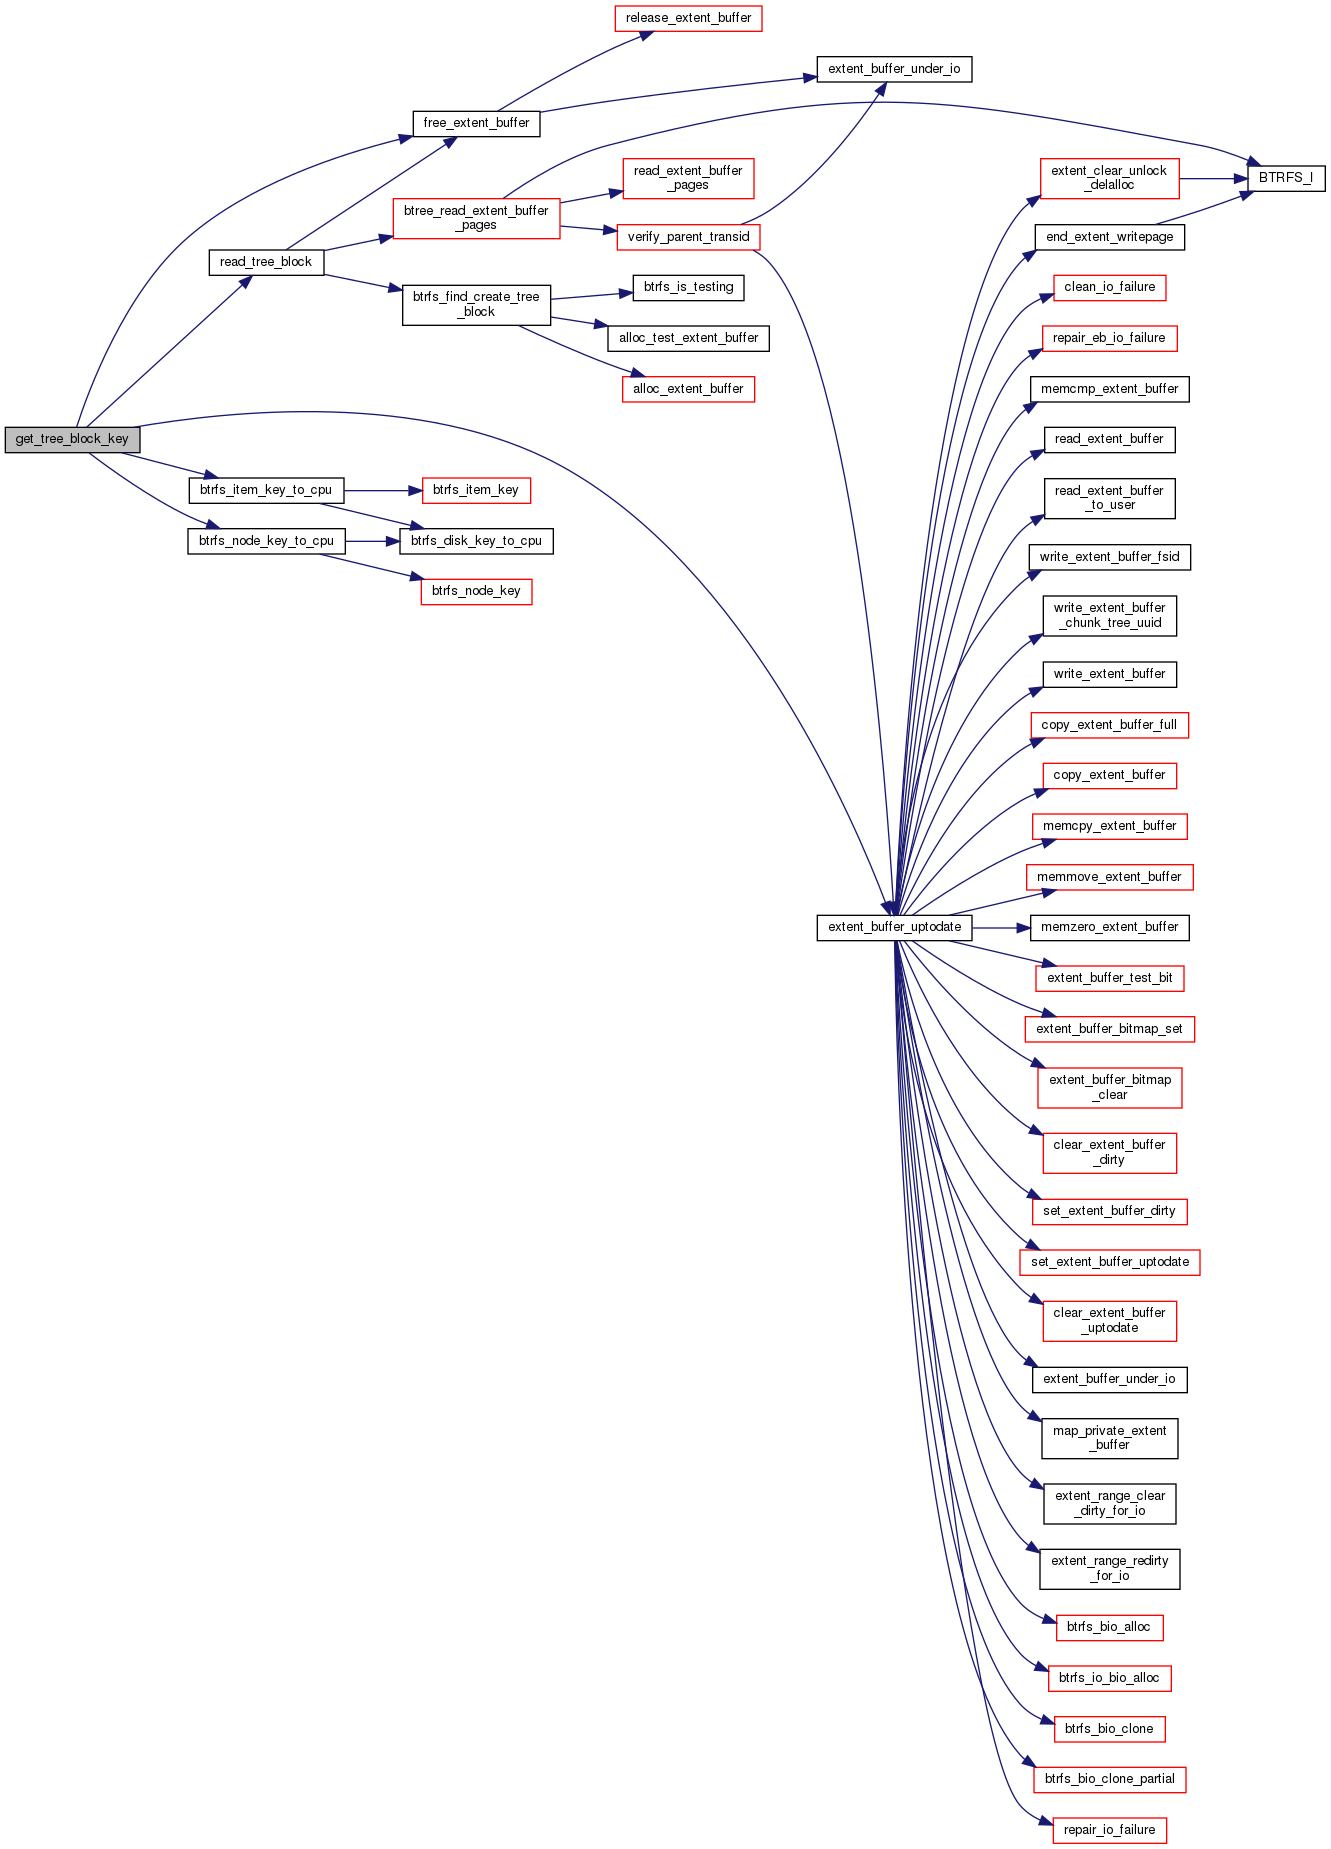 release_extent_buffer
extent_buffer_under_io
free_extent_buffer
read_extent_buffer
_pages
extent_clear_unlock
_delalloc
BTRFS_I
btree_read_extent_buffer
_pages
verify_parent_transid
end_extent_writepage
read_tree_block
btrfs_find_create_tree
_block
btrfs_is_testing
clean_io_failure
alloc_test_extent_buffer
repair_eb_io_failure
alloc_extent_buffer
memcmp_extent_buffer
get_tree_block_key
read_extent_buffer
btrfs_item_key_to_cpu
btrfs_item_key
read_extent_buffer
_to_user
btrfs_node_key_to_cpu
btrfs_disk_key_to_cpu
write_extent_buffer_fsid
btrfs_node_key
write_extent_buffer
_chunk_tree_uuid
write_extent_buffer
copy_extent_buffer_full
copy_extent_buffer
memcpy_extent_buffer
memmove_extent_buffer
extent_buffer_uptodate
memzero_extent_buffer
extent_buffer_test_bit
extent_buffer_bitmap_set
extent_buffer_bitmap
_clear
clear_extent_buffer
_dirty
set_extent_buffer_dirty
set_extent_buffer_uptodate
clear_extent_buffer
_uptodate
extent_buffer_under_io
map_private_extent
_buffer
extent_range_clear
_dirty_for_io
extent_range_redirty
_for_io
btrfs_bio_alloc
btrfs_io_bio_alloc
btrfs_bio_clone
btrfs_bio_clone_partial
repair_io_failure